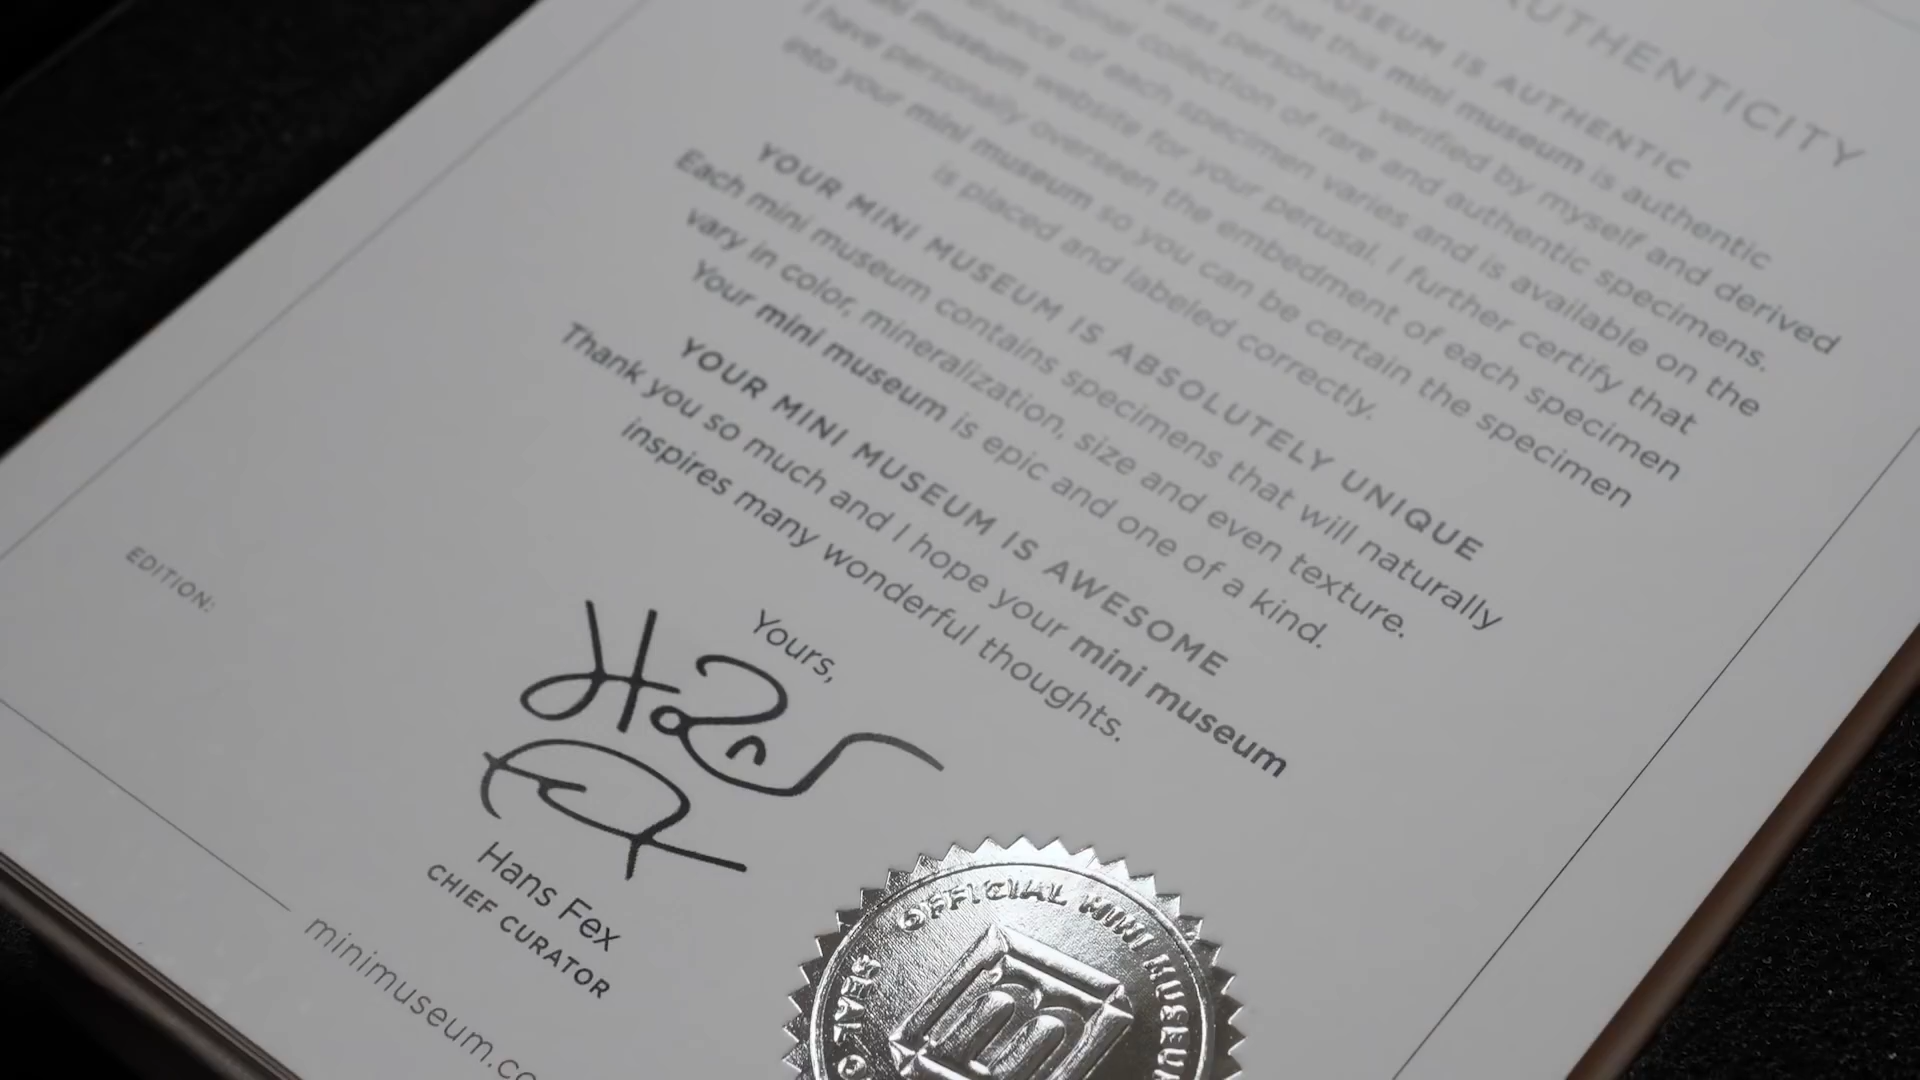 AUTHENTICITY
MUSEUM IS AUTHENTIC
that this mini museum is authentic
was personally verified by myself and derived
collection of rare and authentic specimens.
of each specimen varies and is available on the
museum website for your perusal. I further certify that
I have personally overseen the embedment of each specimen
into your mini museum so you can be certain the specimen
is placed and labeled correctly.
YOUR MINI MUSEUM IS ABSOLUTELY UNIQUE
Each mini museum contains specimens that will naturally
vary in color, mineralization, size and even texture.
Your mini museum is epic and one of a kind.
YOUR MINI MUSEUM IS AWESOME
Thank you so much and I hope your mini museum
inspires many wonderful thoughts.
Yours,
Hans Fex
Hans Fex
CHIEF CURATOR
EDITION:
minimuseum.co
OFFICIAL MINI MUSEUM